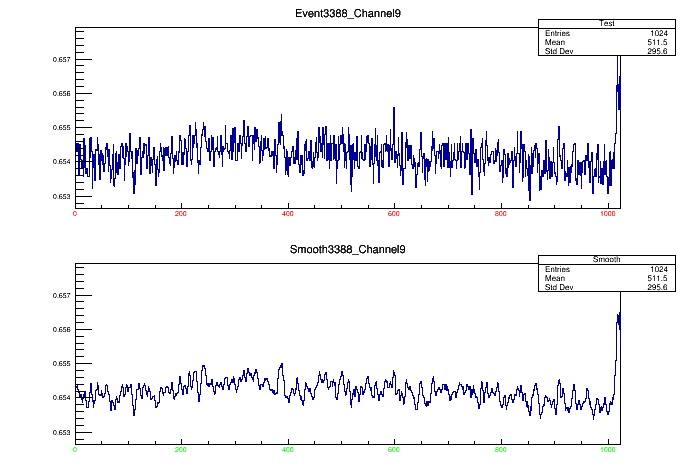 Event3388_Channel9
Test
Entries 1024
Mean 511.5
Std Dev 295.6
0.657
0.656
0.655
0.654
0.653
0 200 400 600 800 1000
Smooth3388_Channel9
Smooth
Entries 1024
Mean 511.5
Std Dev 295.6
0.657
0.656
0.655
0.654
0.653
0 200 400 600 800 1000